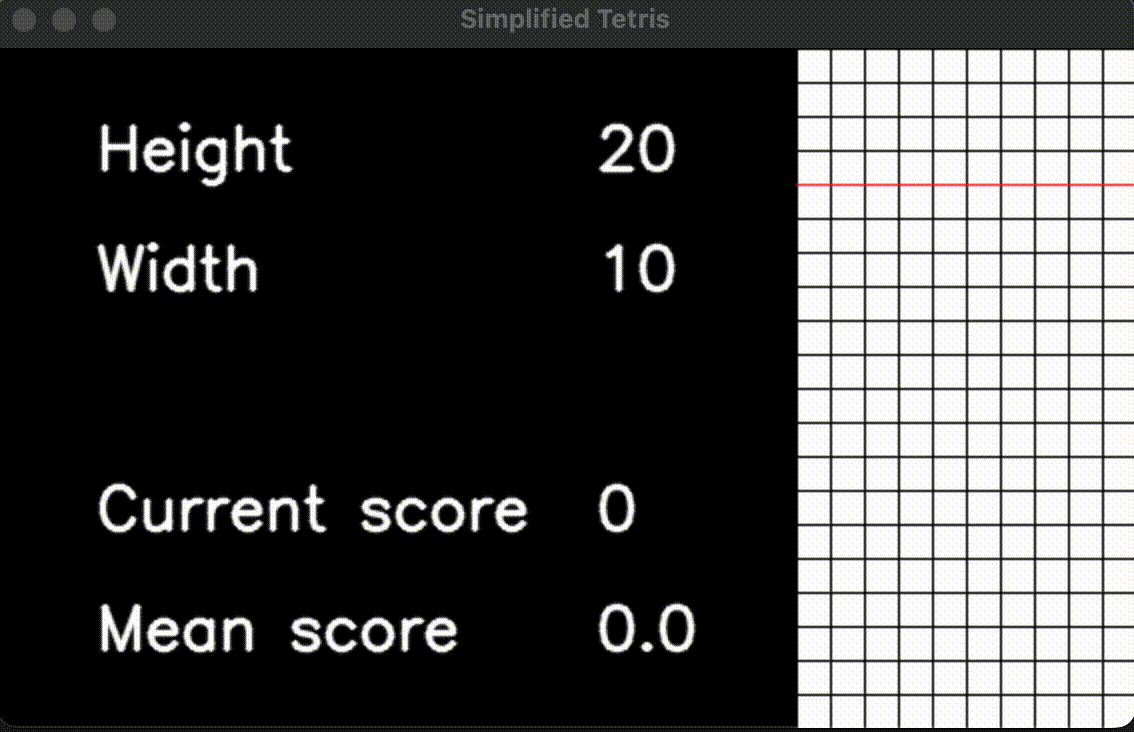 Simplified Tetris
Height 20
Width 10
Current score 0
Mean score 0.0